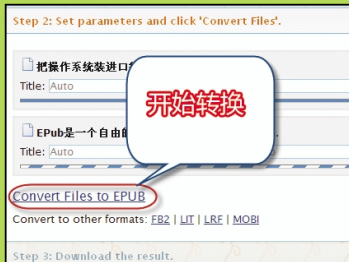 Step 2: Set parameters and click 'Convert Files'.
把操作系统装进口
Title: Auto
开始转换
EPub是一个自由的
Title: Auto
Convert Files to EPUB
Convert to other formats: FB2 | LIT | LRF | MOBI
Step 3: Download the result.